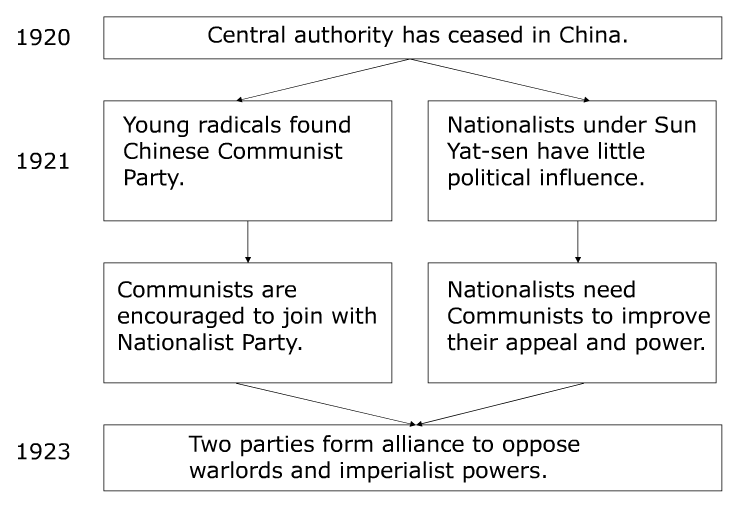 1920
Central authority has ceased in China.
1921
Young radicals found
Chinese Communist
Party.
Nationalists under Sun
Yat-sen have little
political influence.
Communists are
encouraged to join with
Nationalist Party.
Nationalists need
Communists to improve
their appeal and power.
1923
Two parties form alliance to oppose
warlords and imperialist powers.